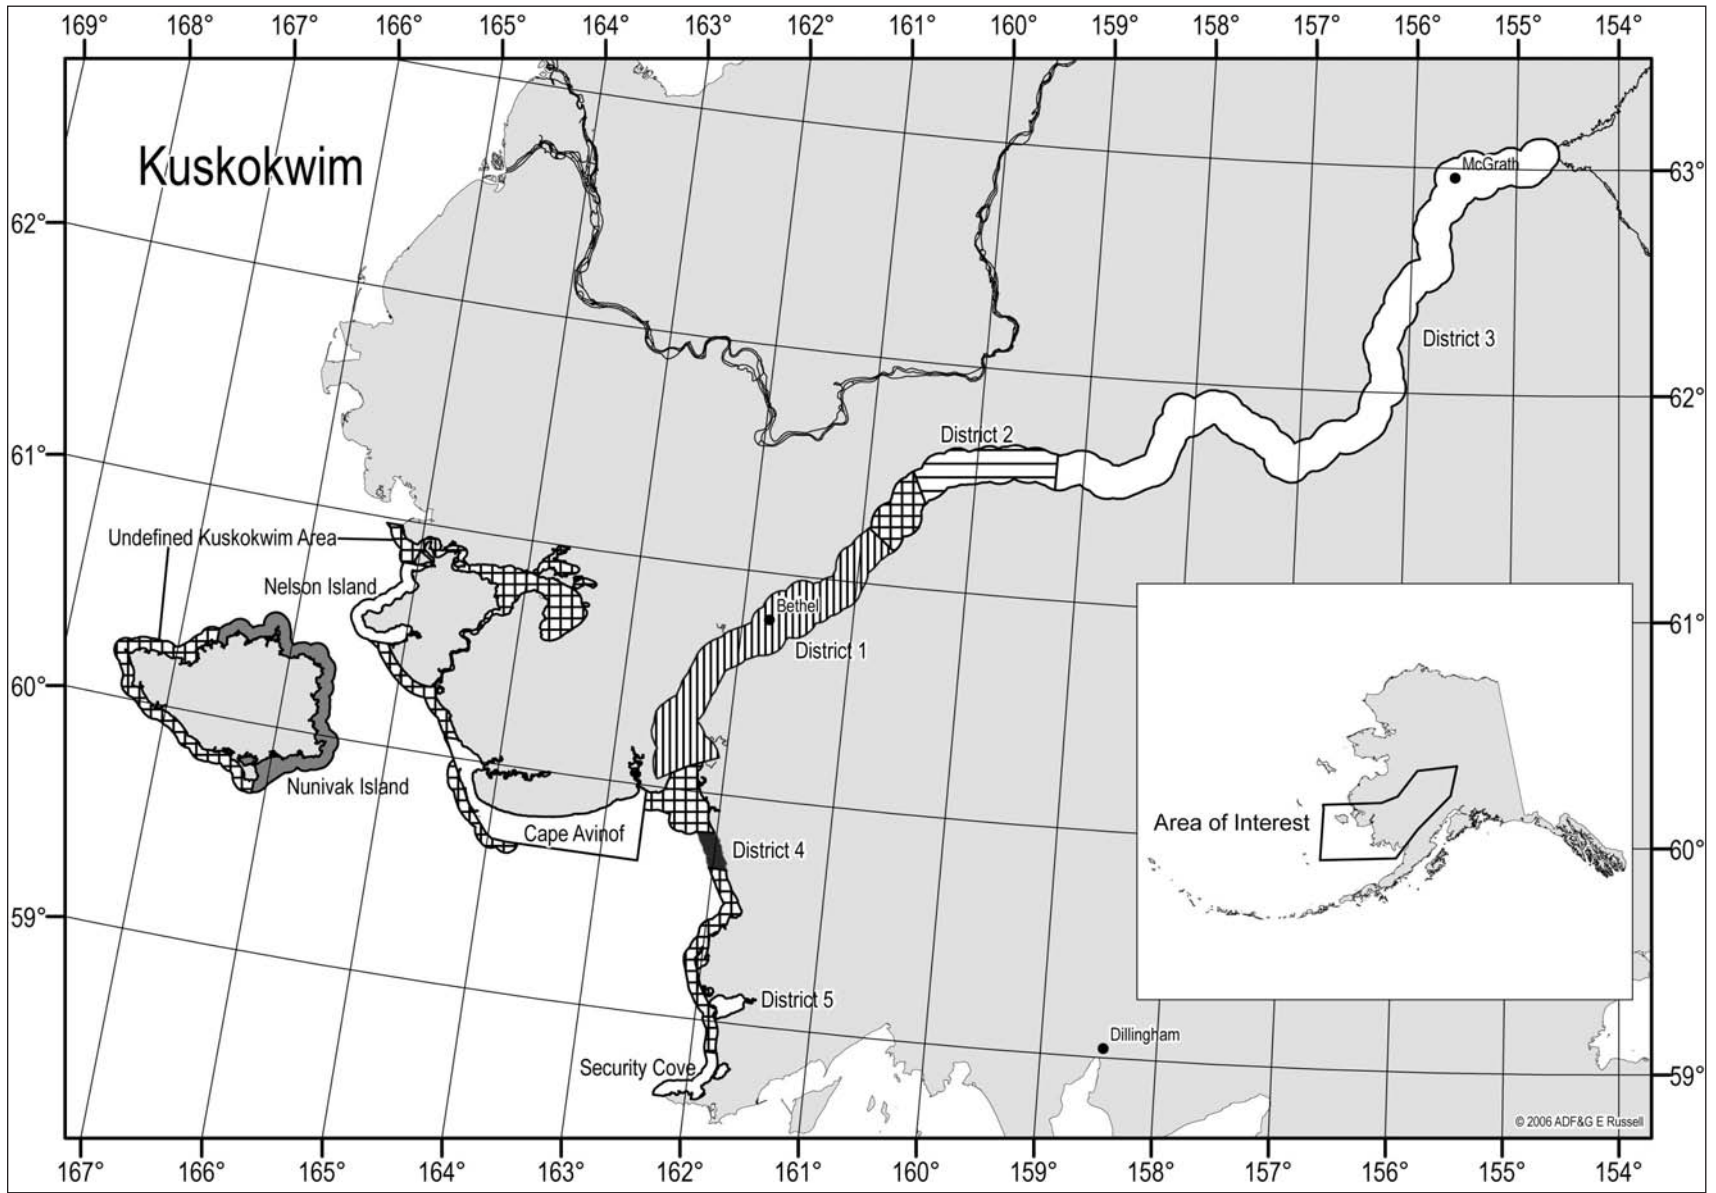 169° 168° 167° 166° 165° 164° 163° 162° 161° 160° 159° 158° 157° 156° 155° 154°
Kuskokwim
McGrath
63°
62°
District 3
62°
District 2
61°
Undefined Kuskokwim Area
Nelson Island
Bethel
61°
District 1
60°
Nunivak Island
Area of Interest
Cape Avinof
District 4
60°
59°
District 5
Dillingham
Security Cove
59°
© 2006 ADF&G E Russell
167° 166° 165° 164° 163° 162° 161° 160° 159° 158° 157° 156° 155° 154°